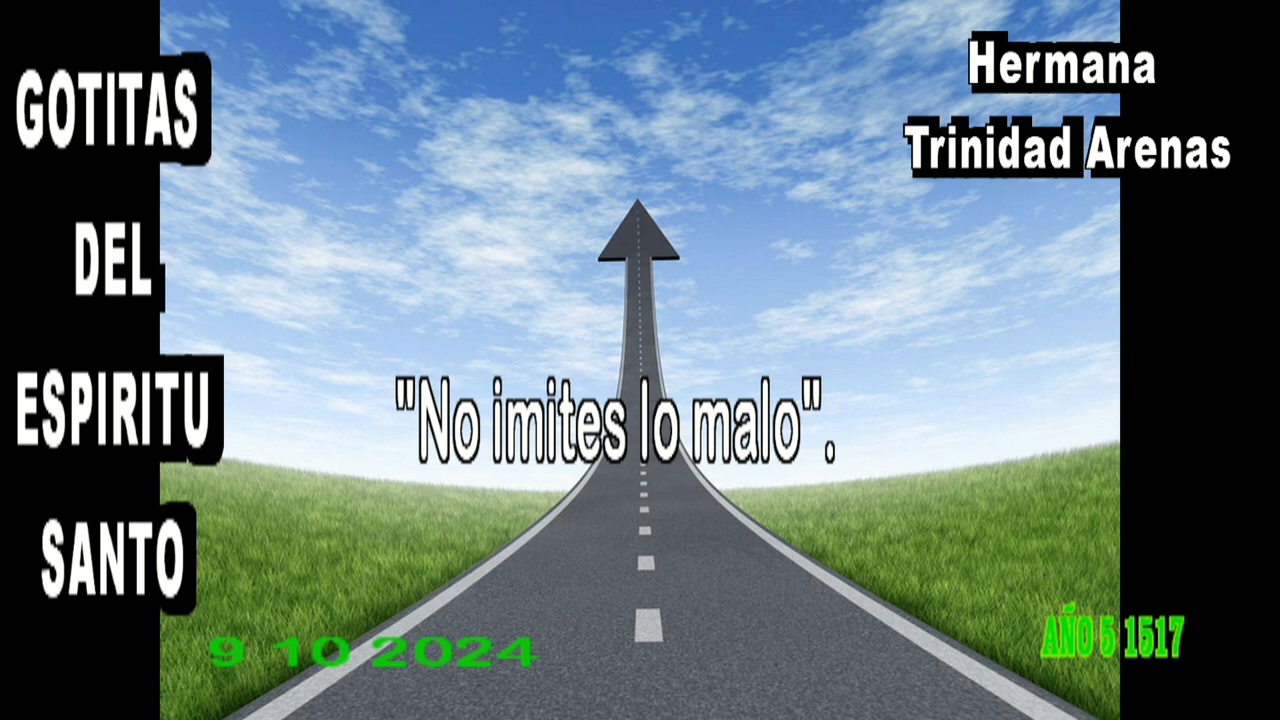 GOTITAS
DEL
ESPIRITU
SANTO
Hermana
Trinidad Arenas
"No imites lo malo".
9 10 2024
AÑO 5 1517